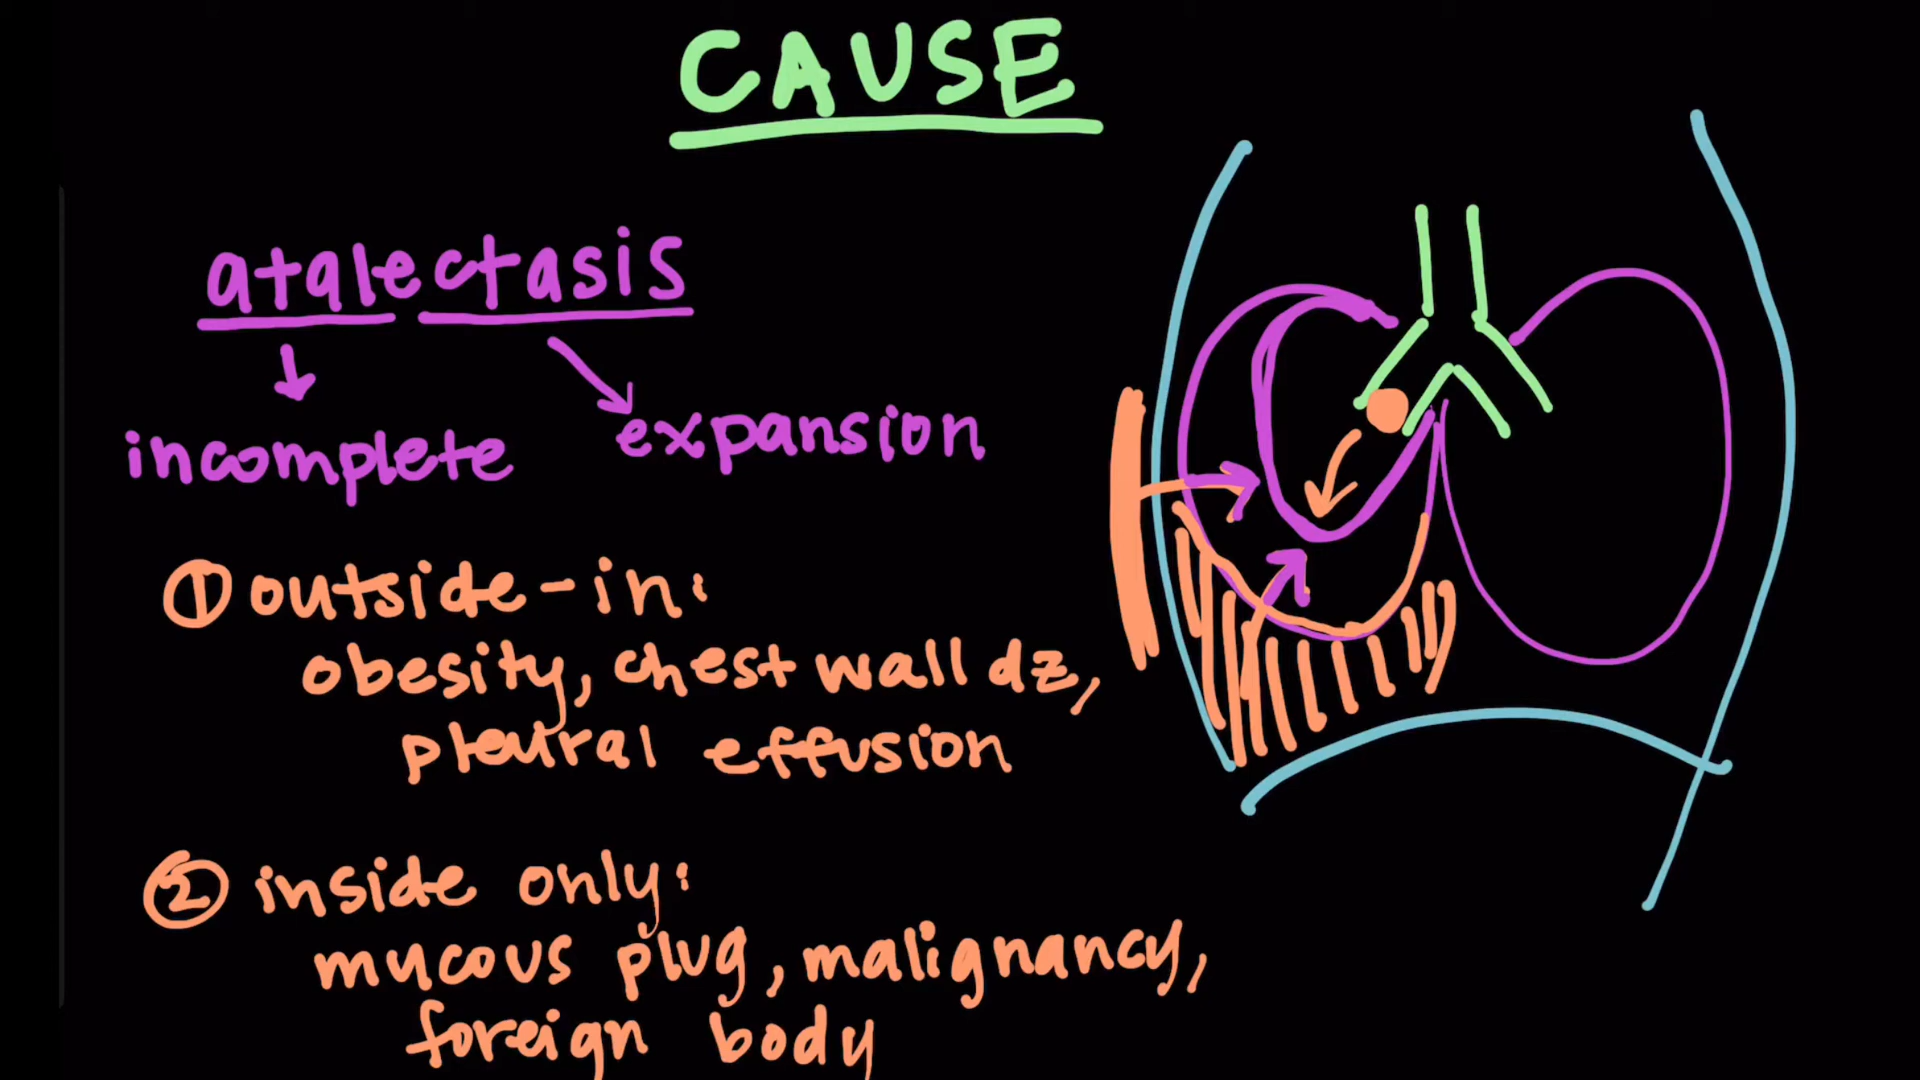 CAUSE
atalectasis
incomplete expansion
① outside-in:
obesity, chest wall dz,
pleural effusion
② inside only:
mucous plug, malignancy,
foreign body